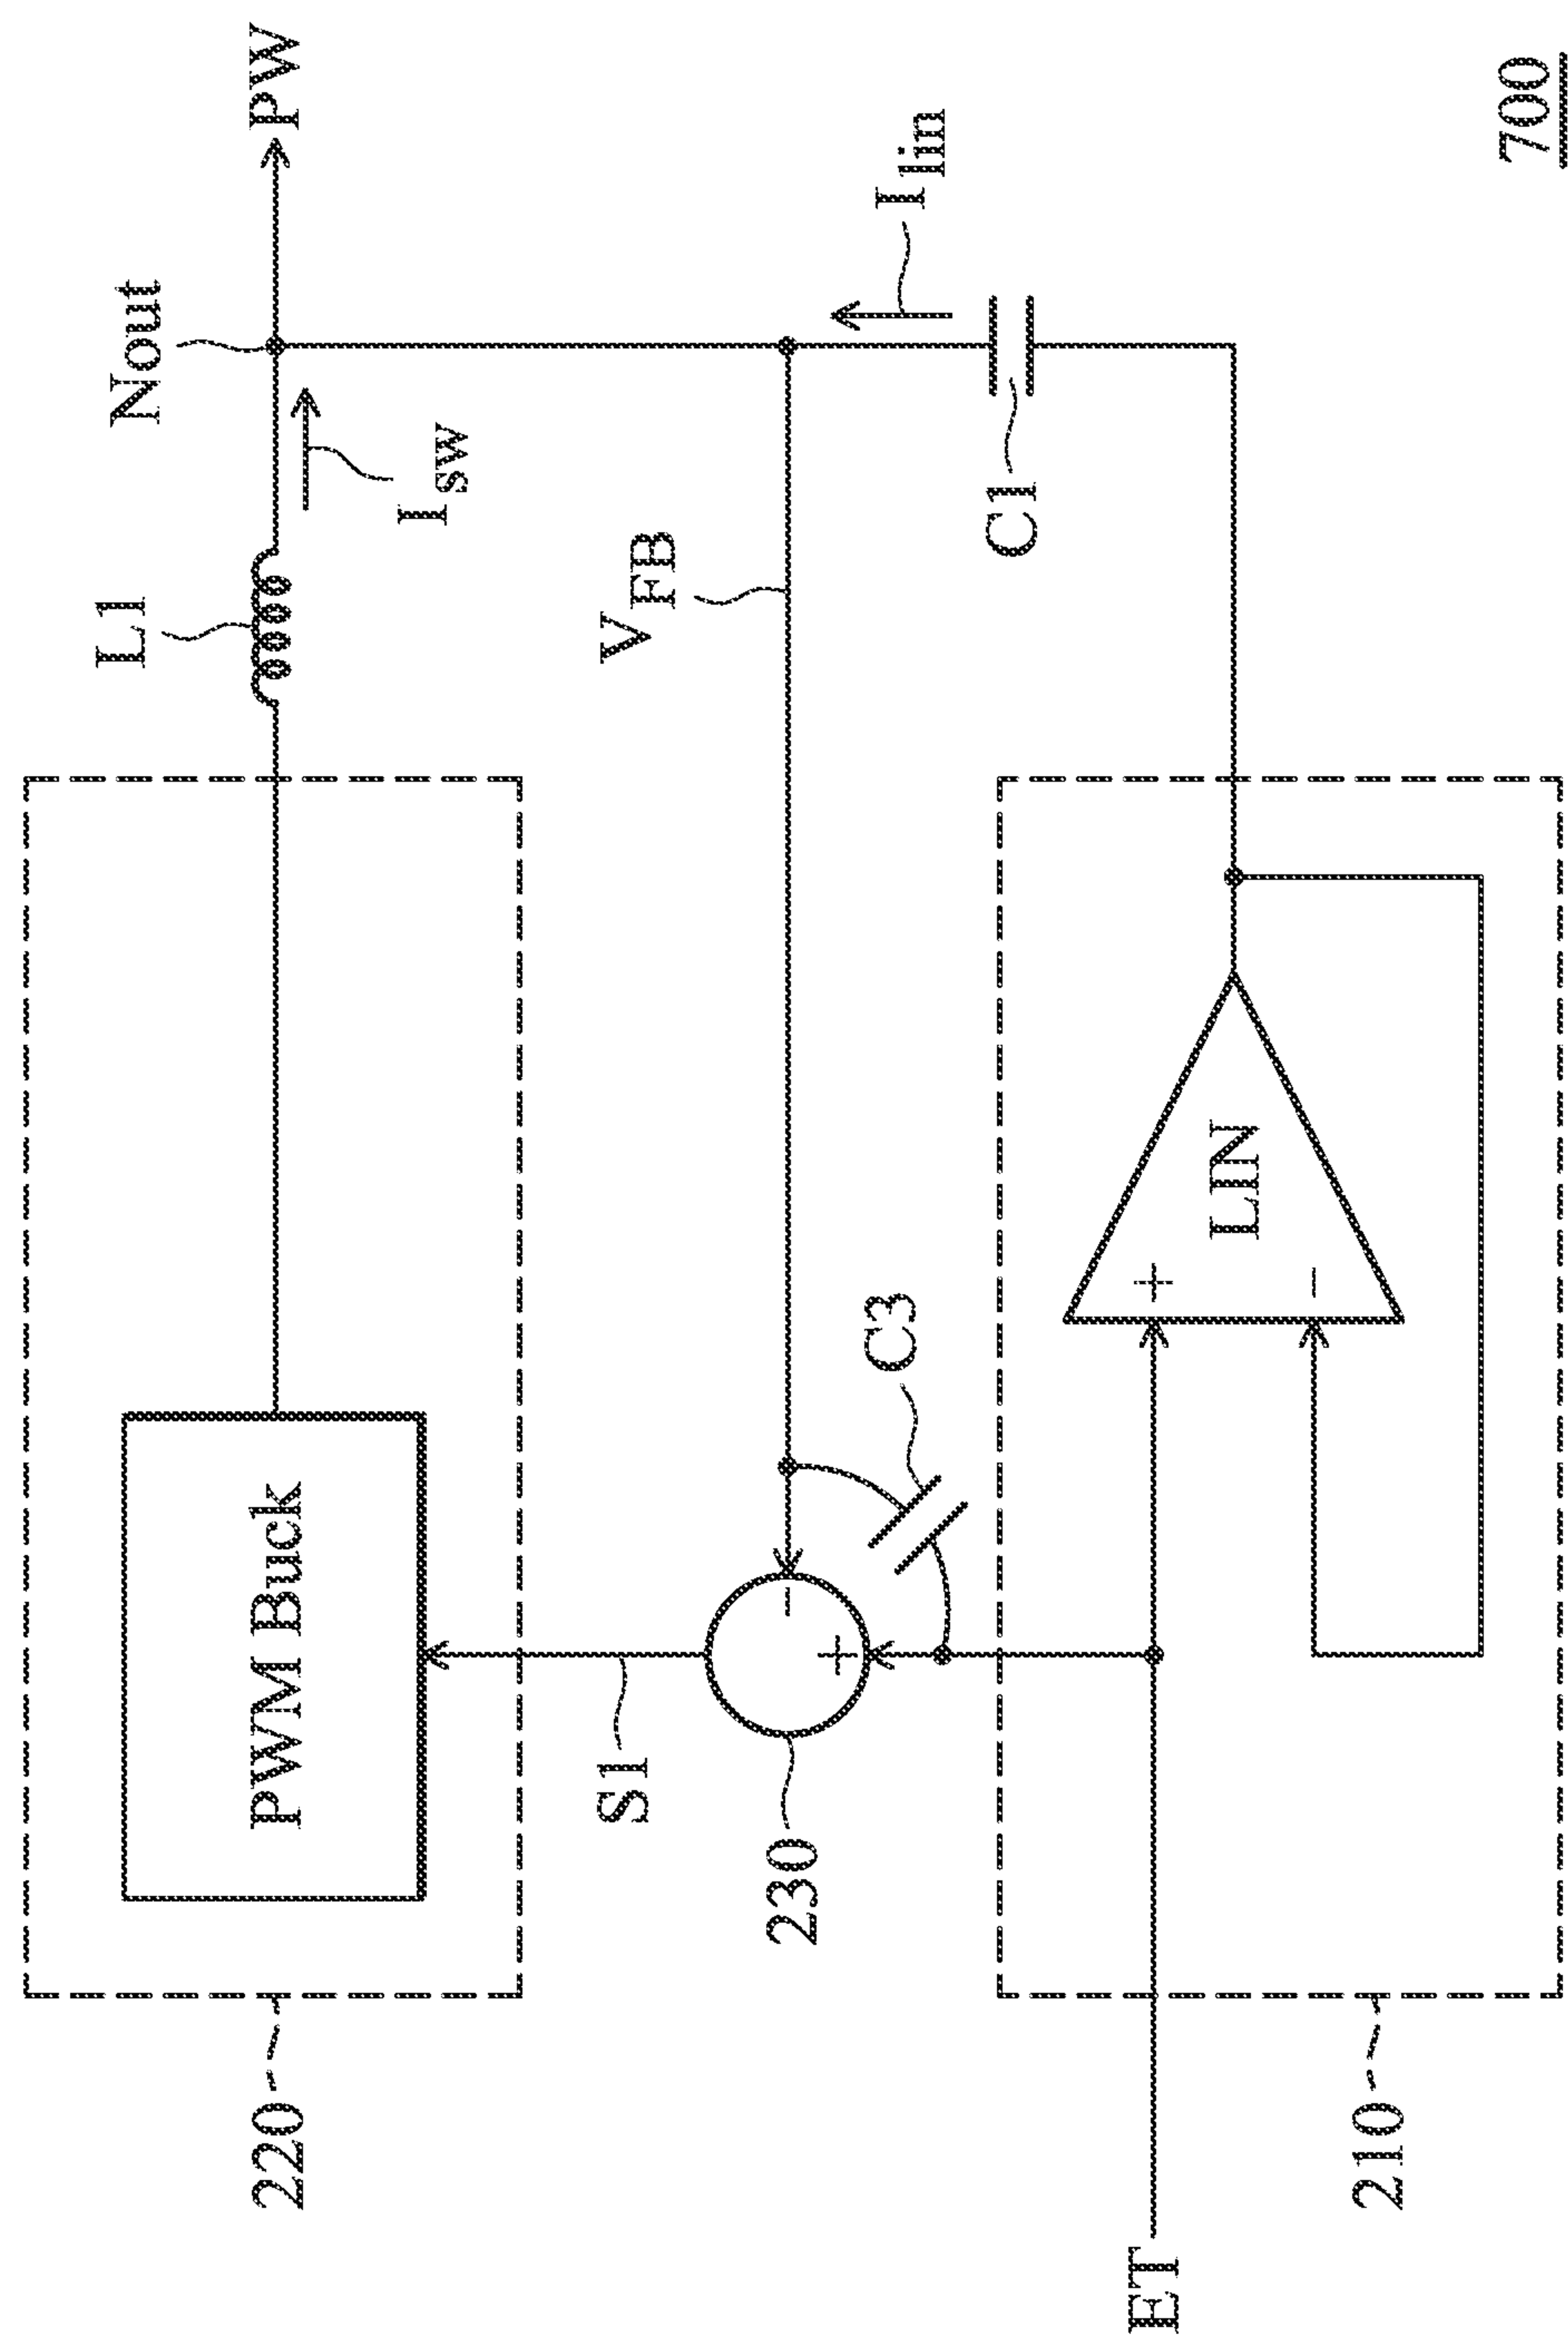 220
PWM Buck
L1
Nout
PW
Isw
S1
VFB
230
C3
C1
Ilin
ET
+
-
+
-
LIN
210
700